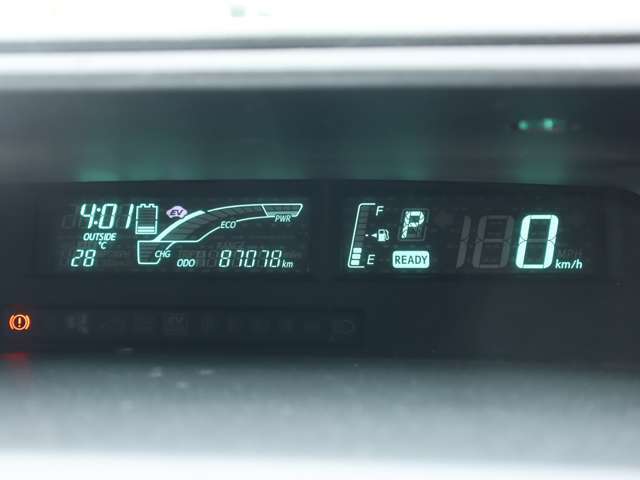 4:01
EV
PWR
ECO
OUTSIDE
°C
28
CHG
ODO 87078 km
F
E
P
READY
0
km/h